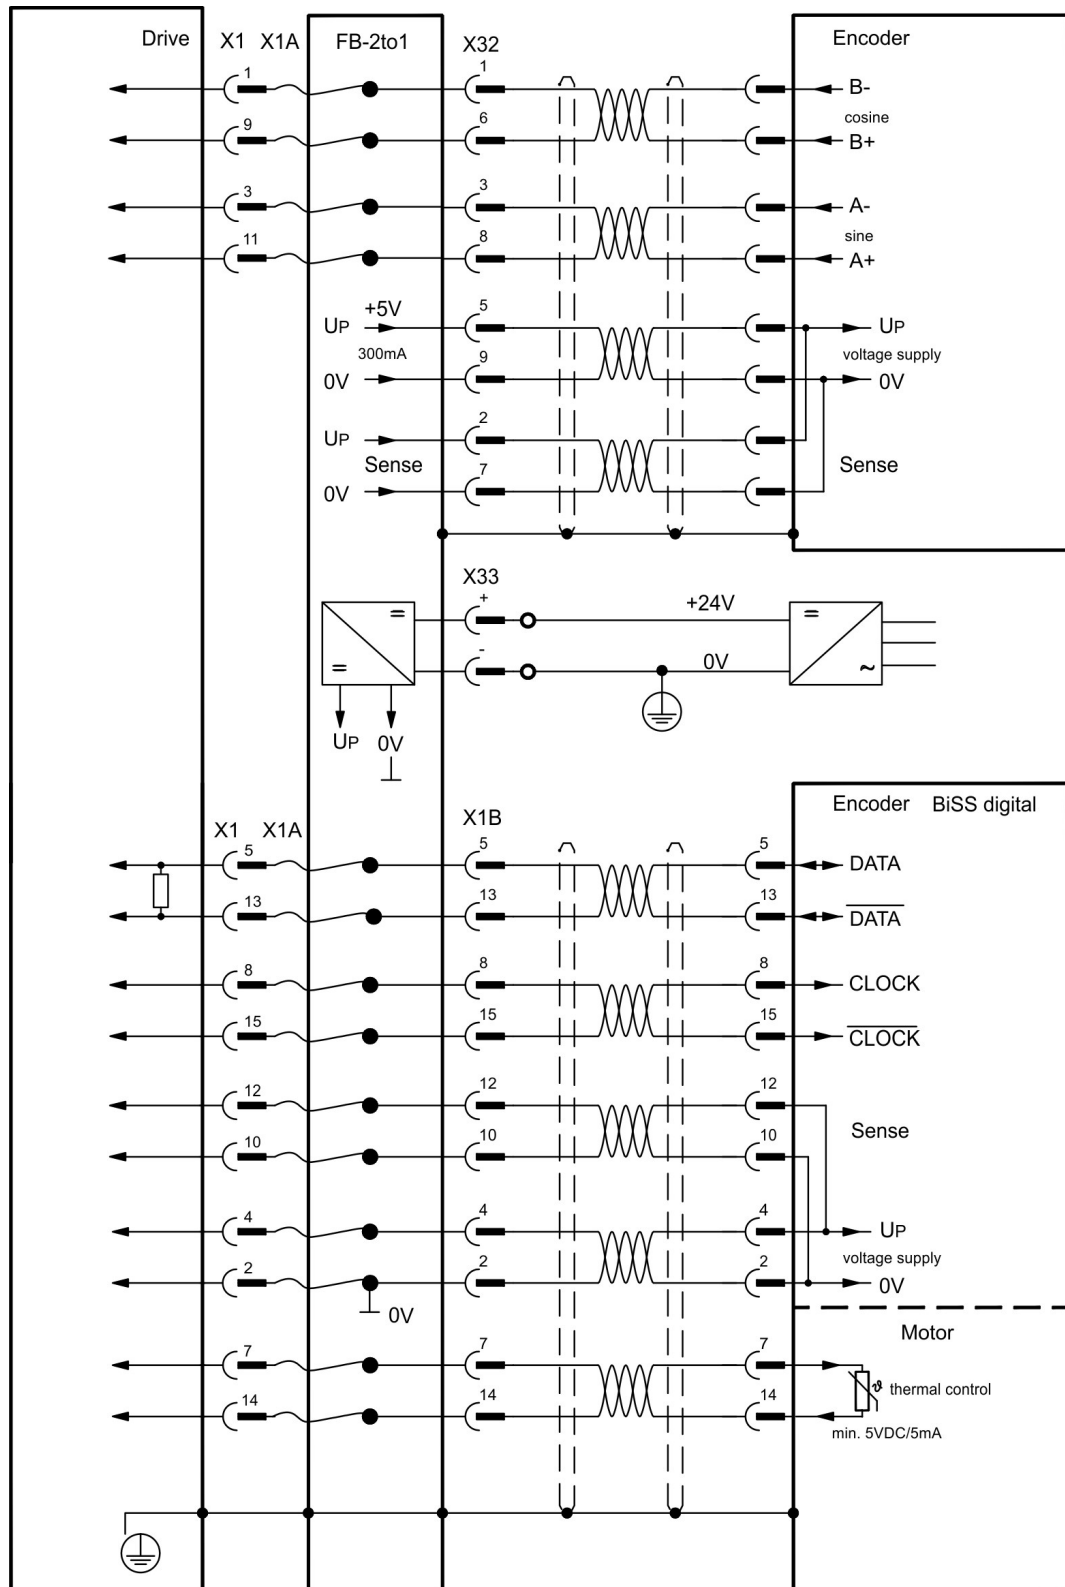 Drive X1 X1A FB-2to1 X32 Encoder
1 1 B-
cosine
9 6 B+
3 3 A-
sine
11 8 A+
+5V 5
UP UP
300mA voltage supply
9
0V 0V
2
UP
Sense Sense
7
0V
X33
+ +24V
= =
- 0V
= ~
UP 0V
Encoder BiSS digital
X1 X1A X1B
5 5 5 DATA
13 13 13 DATA
8 8 8 CLOCK
15 15 15 CLOCK
12 12 12
Sense
10 10 10
4 4 4 UP
voltage supply
2 2 2 0V
0V
Motor
7 7 7
ϑ thermal control
14 14 14
min. 5VDC/5mA